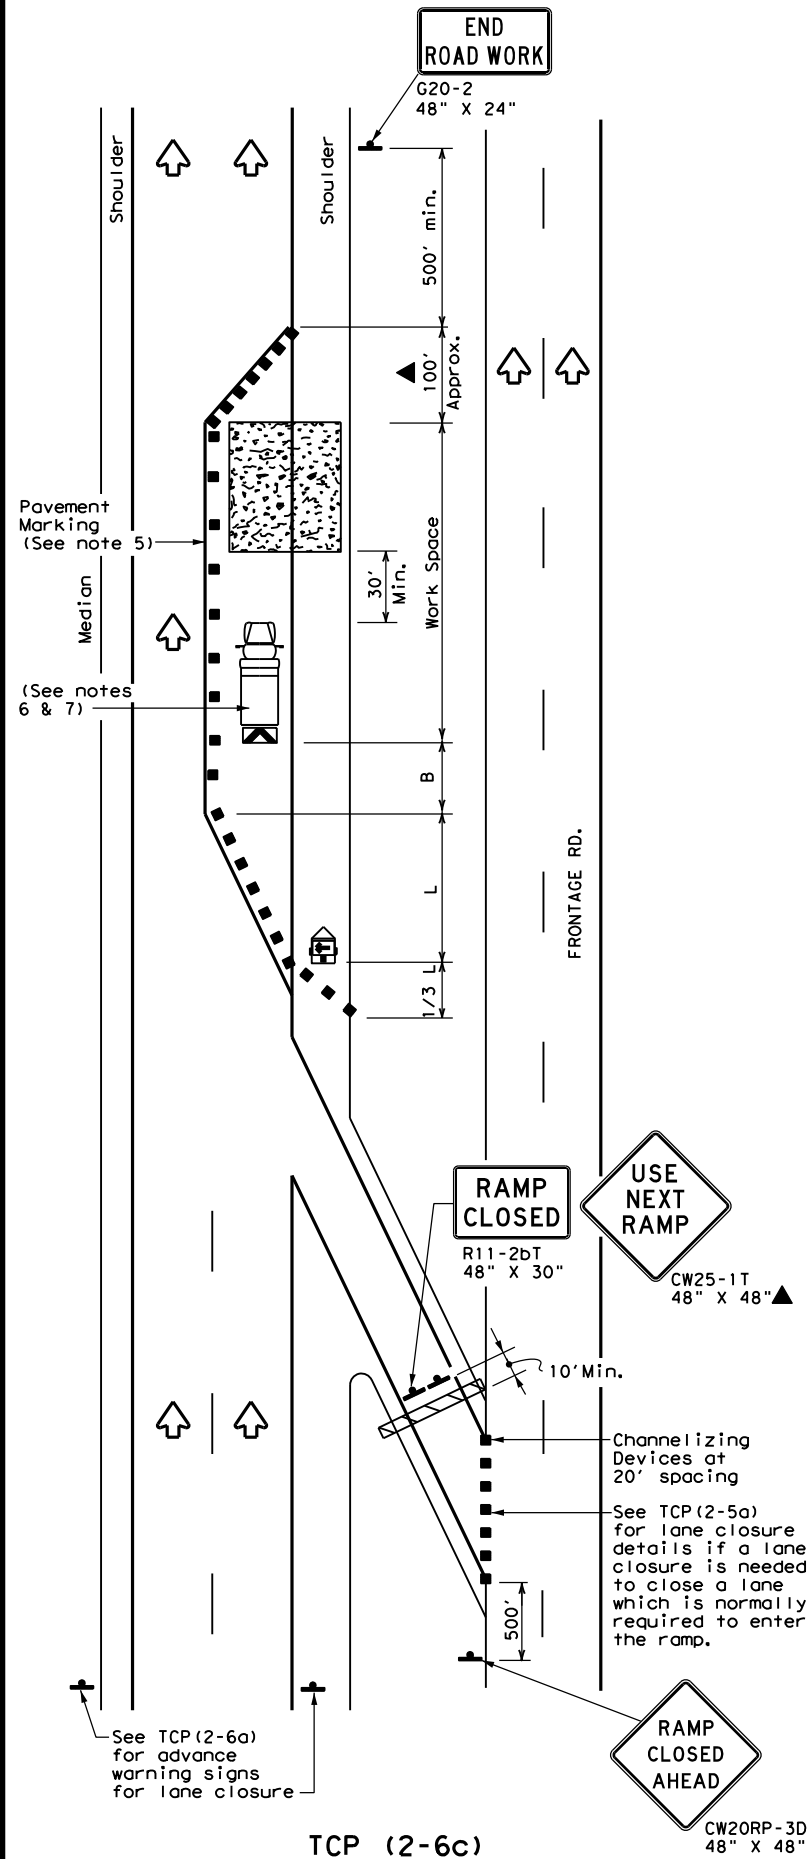 END
ROAD WORK
G20-2
48" X 24"
Shoulder
Shoulder
500' min.
100'
Approx.
Pavement
Marking
(See note 5)
30'
Min.
Work Space
Median
(See notes
6 & 7)
B
L
FRONTAGE RD.
1/3 L
RAMP
CLOSED
R11-2bT
48" X 30"
USE
NEXT
RAMP
CW25-1T
48" X 48"
10'Min.
Channelizing
Devices at
20' spacing
See TCP(2-5a)
for lane closure
details if a lane
closure is needed
to close a lane
which is normally
required to enter
the ramp.
500'
See TCP(2-6a)
for advance
warning signs
for lane closure
RAMP
CLOSED
AHEAD
CW20RP-3D
48" X 48"
TCP (2-6c)